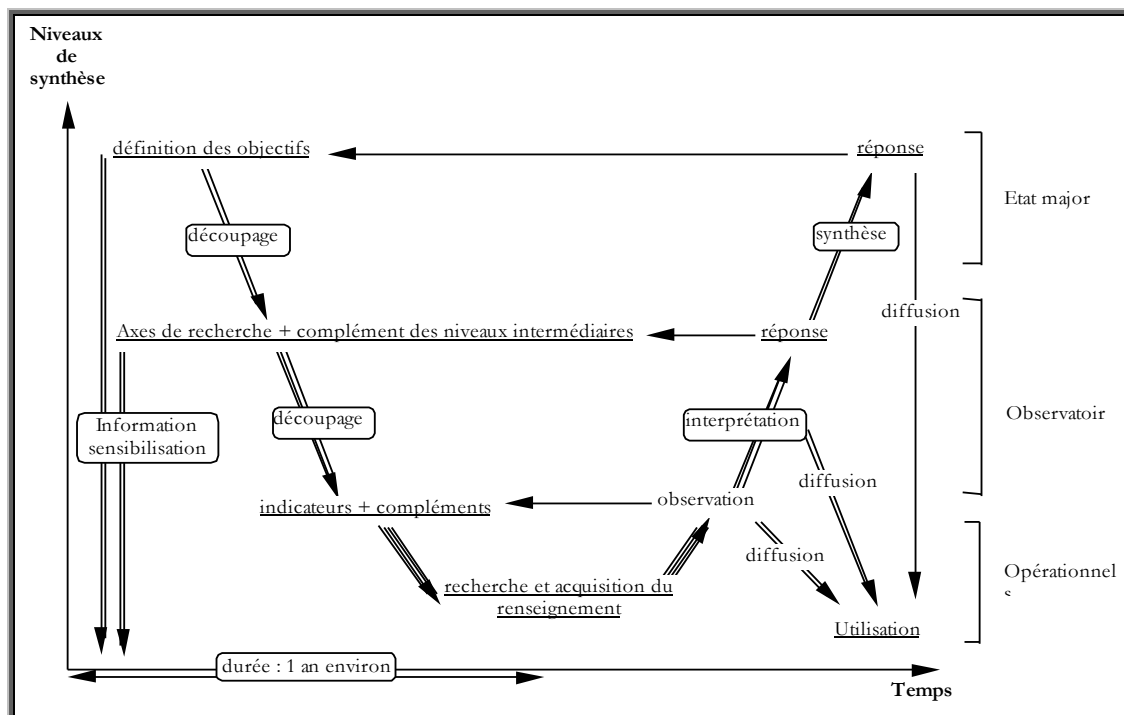 Niveaux
de
synthèse
définition des objectifs
réponse
Etat major
découpage
synthèse
diffusion
Axes de recherche + complément des niveaux intermédiaires
réponse
Information
sensibilisation
découpage
interprétation
Observatoir
diffusion
indicateurs + compléments
observation
diffusion
Opérationnel
s
recherche et acquisition du
renseignement
Utilisation
durée : 1 an environ
Temps